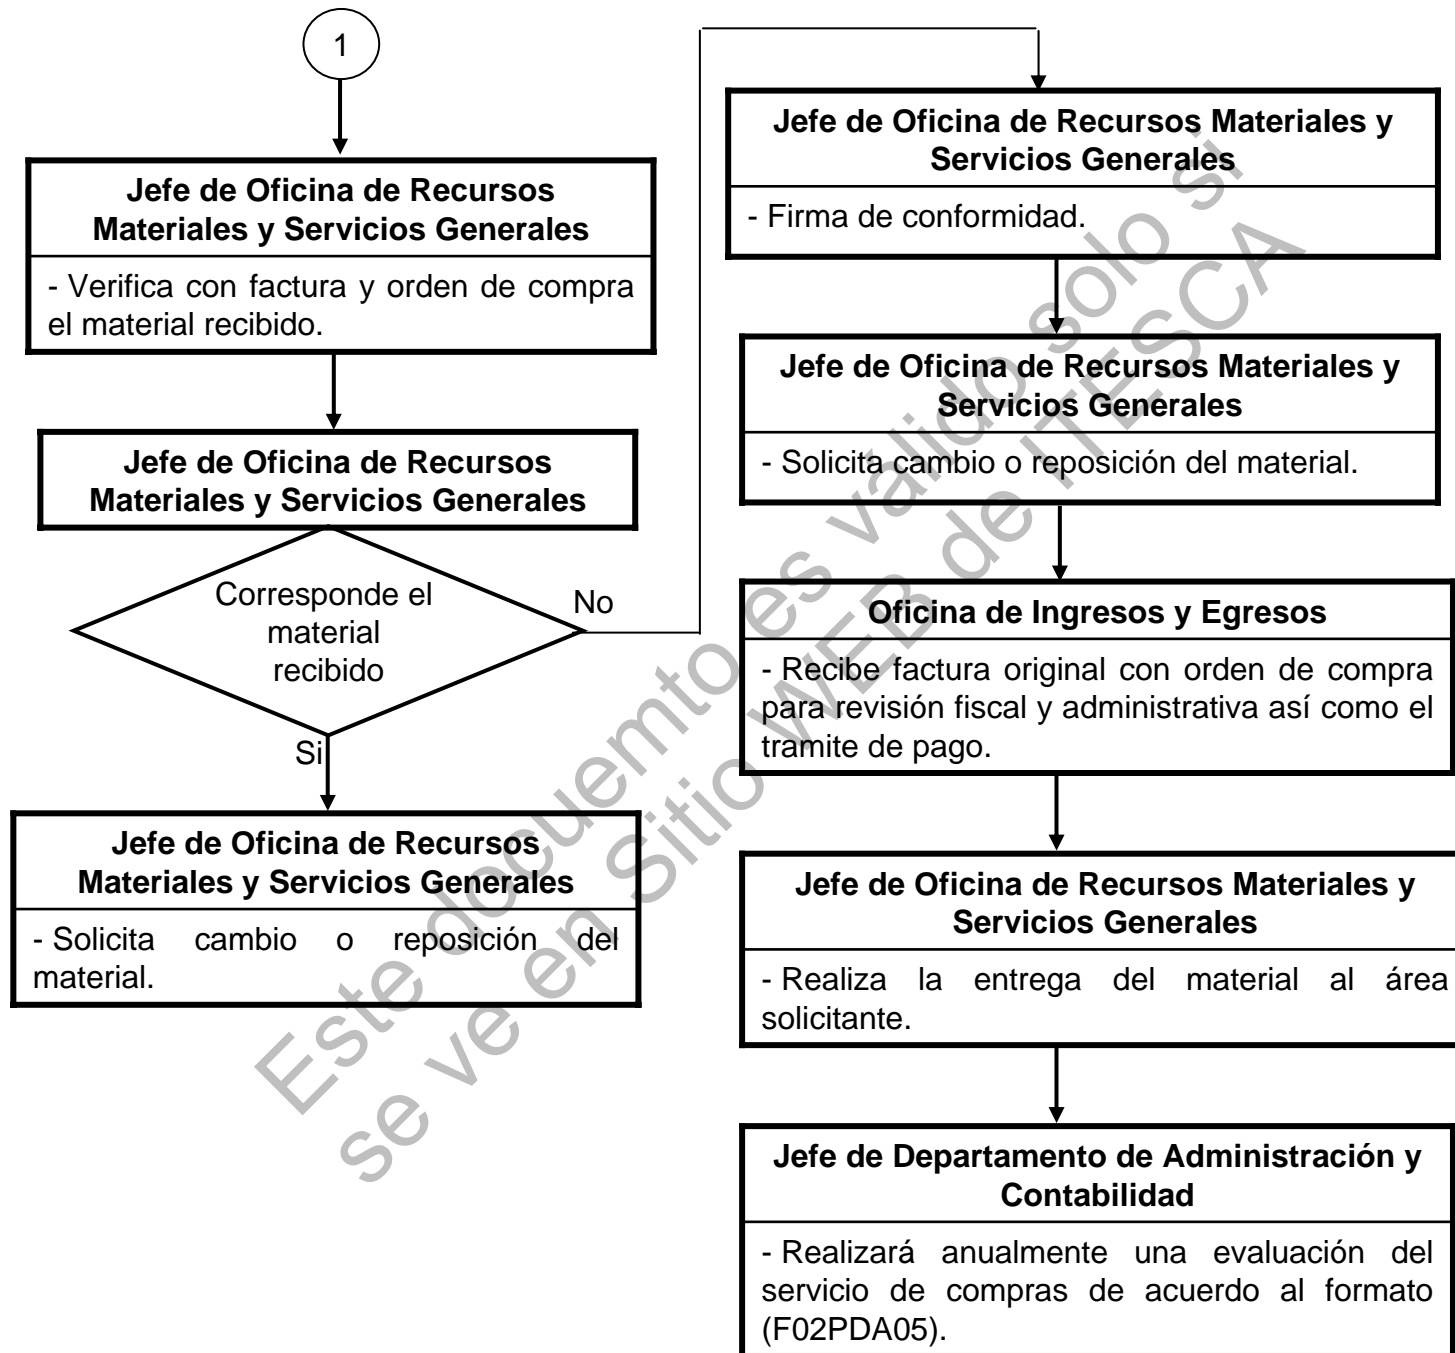 1
Jefe de Oficina de Recursos
Materiales y Servicios Generales
- Verifica con factura y orden de compra
el material recibido.
Jefe de Oficina de Recursos
Materiales y Servicios Generales
Corresponde el
material
recibido
No
Si
Jefe de Oficina de Recursos
Materiales y Servicios Generales
- Solicita cambio o reposición del
material.
Jefe de Oficina de Recursos Materiales y
Servicios Generales
- Firma de conformidad.
Jefe de Oficina de Recursos Materiales y
Servicios Generales
- Solicita cambio o reposición del material.
Oficina de Ingresos y Egresos
- Recibe factura original con orden de compra
para revisión fiscal y administrativa así como el
tramite de pago.
Jefe de Oficina de Recursos Materiales y
Servicios Generales
- Realiza la entrega del material al área
solicitante.
Jefe de Departamento de Administración y
Contabilidad
- Realizará anualmente una evaluación del
servicio de compras de acuerdo al formato
(F02PDA05).
Este documento es válido solo si
se ve en Sitio WEB de ITESCA